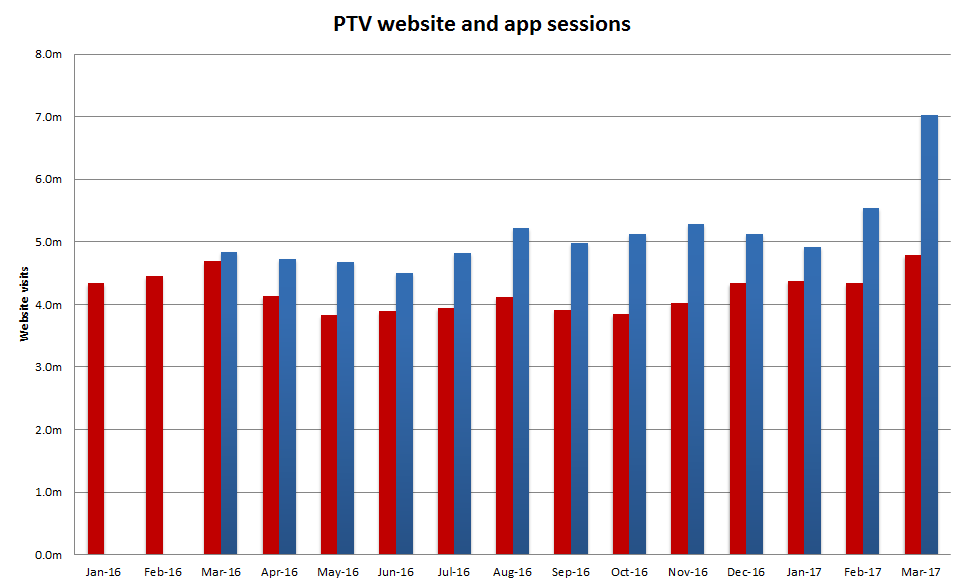 PTV website and app sessions
8.0m
7.0m
6.0m
5.0m
4.0m
3.0m
2.0m
1.0m
0.0m
Website visits
Jan-16 Feb-16 Mar-16 Apr-16 May-16 Jun-16 Jul-16 Aug-16 Sep-16 Oct-16 Nov-16 Dec-16 Jan-17 Feb-17 Mar-17